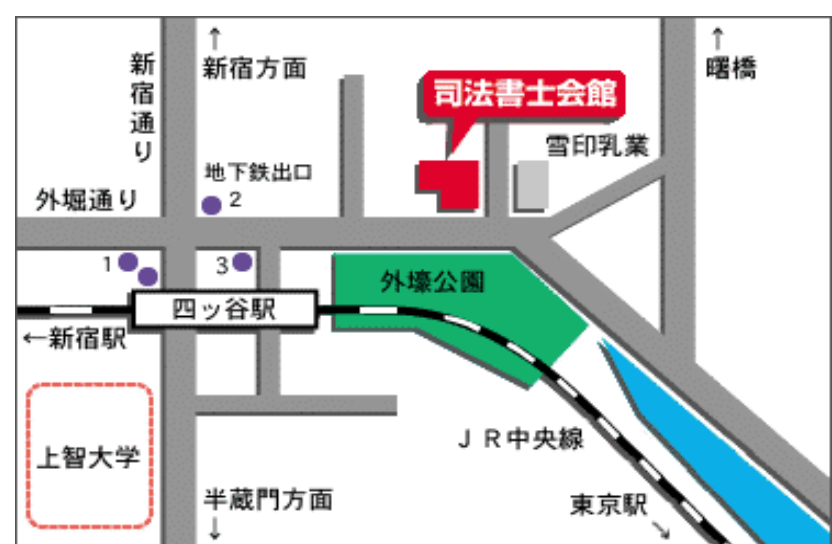 ↑
新宿方面
↑
曙橋
新宿通り
司法書士会館
雪印乳業
地下鉄出口
2
外堀通り
1
3
外壕公園
四ッ谷駅
←新宿駅
上智大学
ＪＲ中央線
半蔵門方面
↓
東京駅
↘